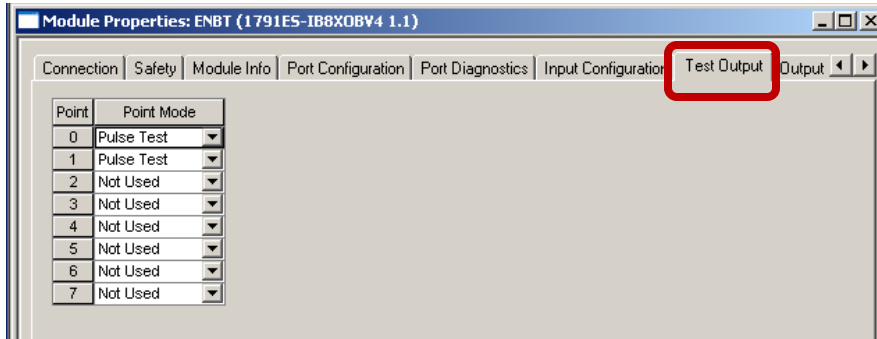 Module Properties: ENBT (1791ES-IB8XOBV4 1.1)
Connection Safety Module Info Port Configuration Port Diagnostics Input Configuration Test Output Output
Point Point Mode
0 Pulse Test
1 Pulse Test
2 Not Used
3 Not Used
4 Not Used
5 Not Used
6 Not Used
7 Not Used